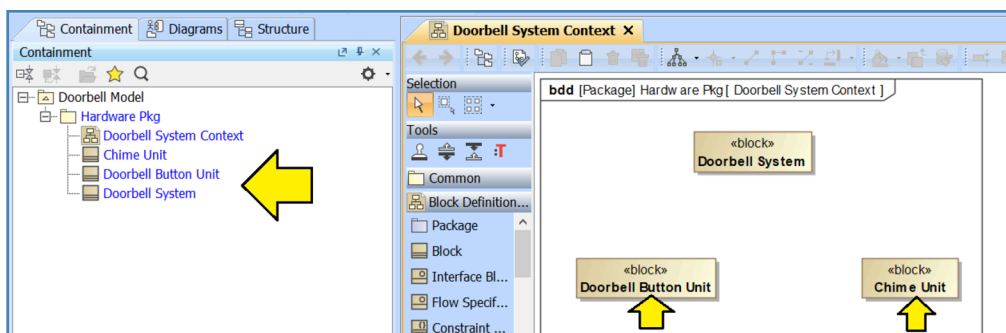 Containment
Diagrams
Structure
Containment
Doorbell Model
Hardware Pkg
Doorbell System Context
Chime Unit
Doorbell Button Unit
Doorbell System
Doorbell System Context
Selection
Tools
:T
Common
Block Definition...
Package
Block
Interface Bl...
Flow Specif...
Constraint ...
bdd [Package] Hardware Pkg [ Doorbell System Context ]
«block»
Doorbell System
«block»
Doorbell Button Unit
«block»
Chime Unit